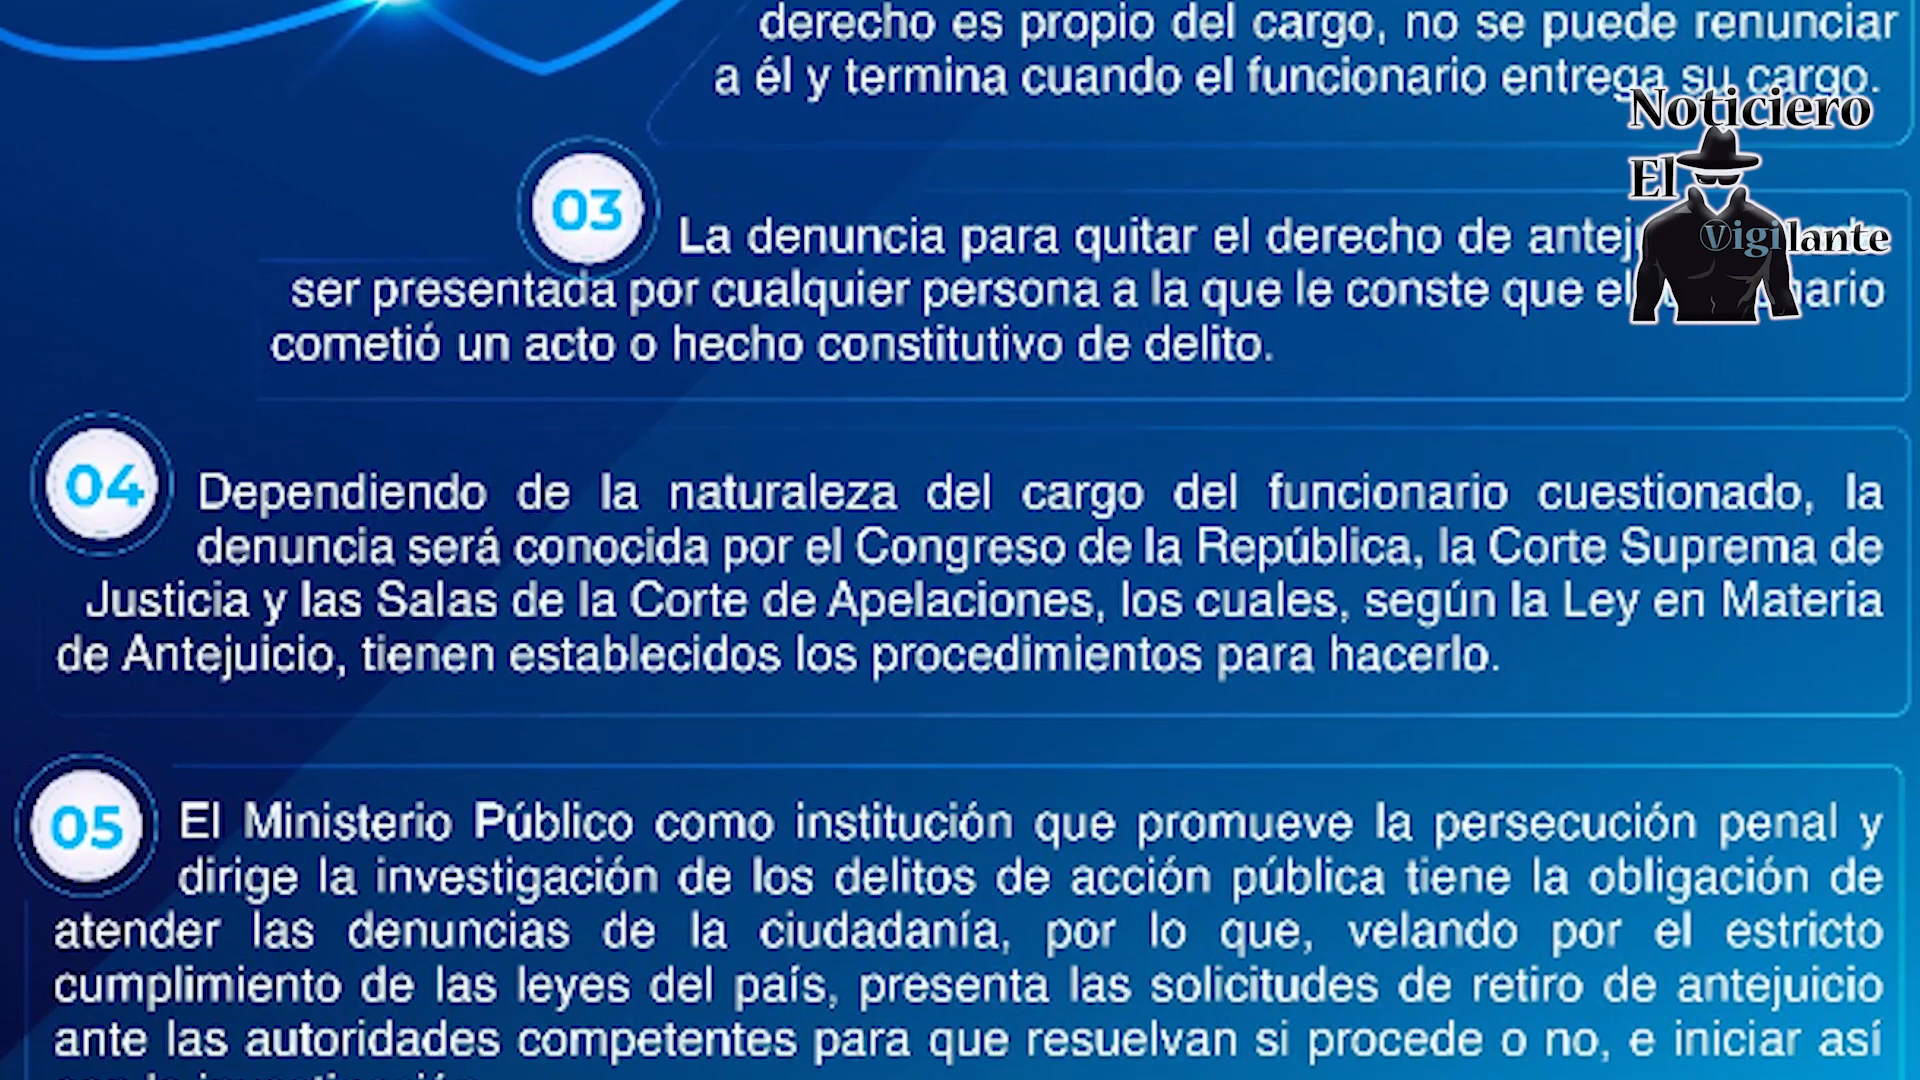 derecho es propio del cargo, no se puede renunciar
a él y termina cuando el funcionario entrega su cargo.
Noticiero
El
Vigilante
03
La denuncia para quitar el derecho de
ser presentada por cualquier persona a la que le conste que el
cometió un acto o hecho constitutivo de delito.
04
Dependiendo de la naturaleza del cargo del funcionario cuestionado, la
denuncia será conocida por el Congreso de la República, la Corte Suprema de
Justicia y las Salas de la Corte de Apelaciones, los cuales, según la Ley en Materia
de Antejuicio, tienen establecidos los procedimientos para hacerlo.
05
El Ministerio Público como institución que promueve la persecución penal y
dirige la investigación de los delitos de acción pública tiene la obligación de
atender las denuncias de la ciudadanía, por lo que, velando por el estricto
cumplimiento de las leyes del país, presenta las solicitudes de retiro de antejuicio
ante las autoridades competentes para que resuelvan si procede o no, e iniciar así